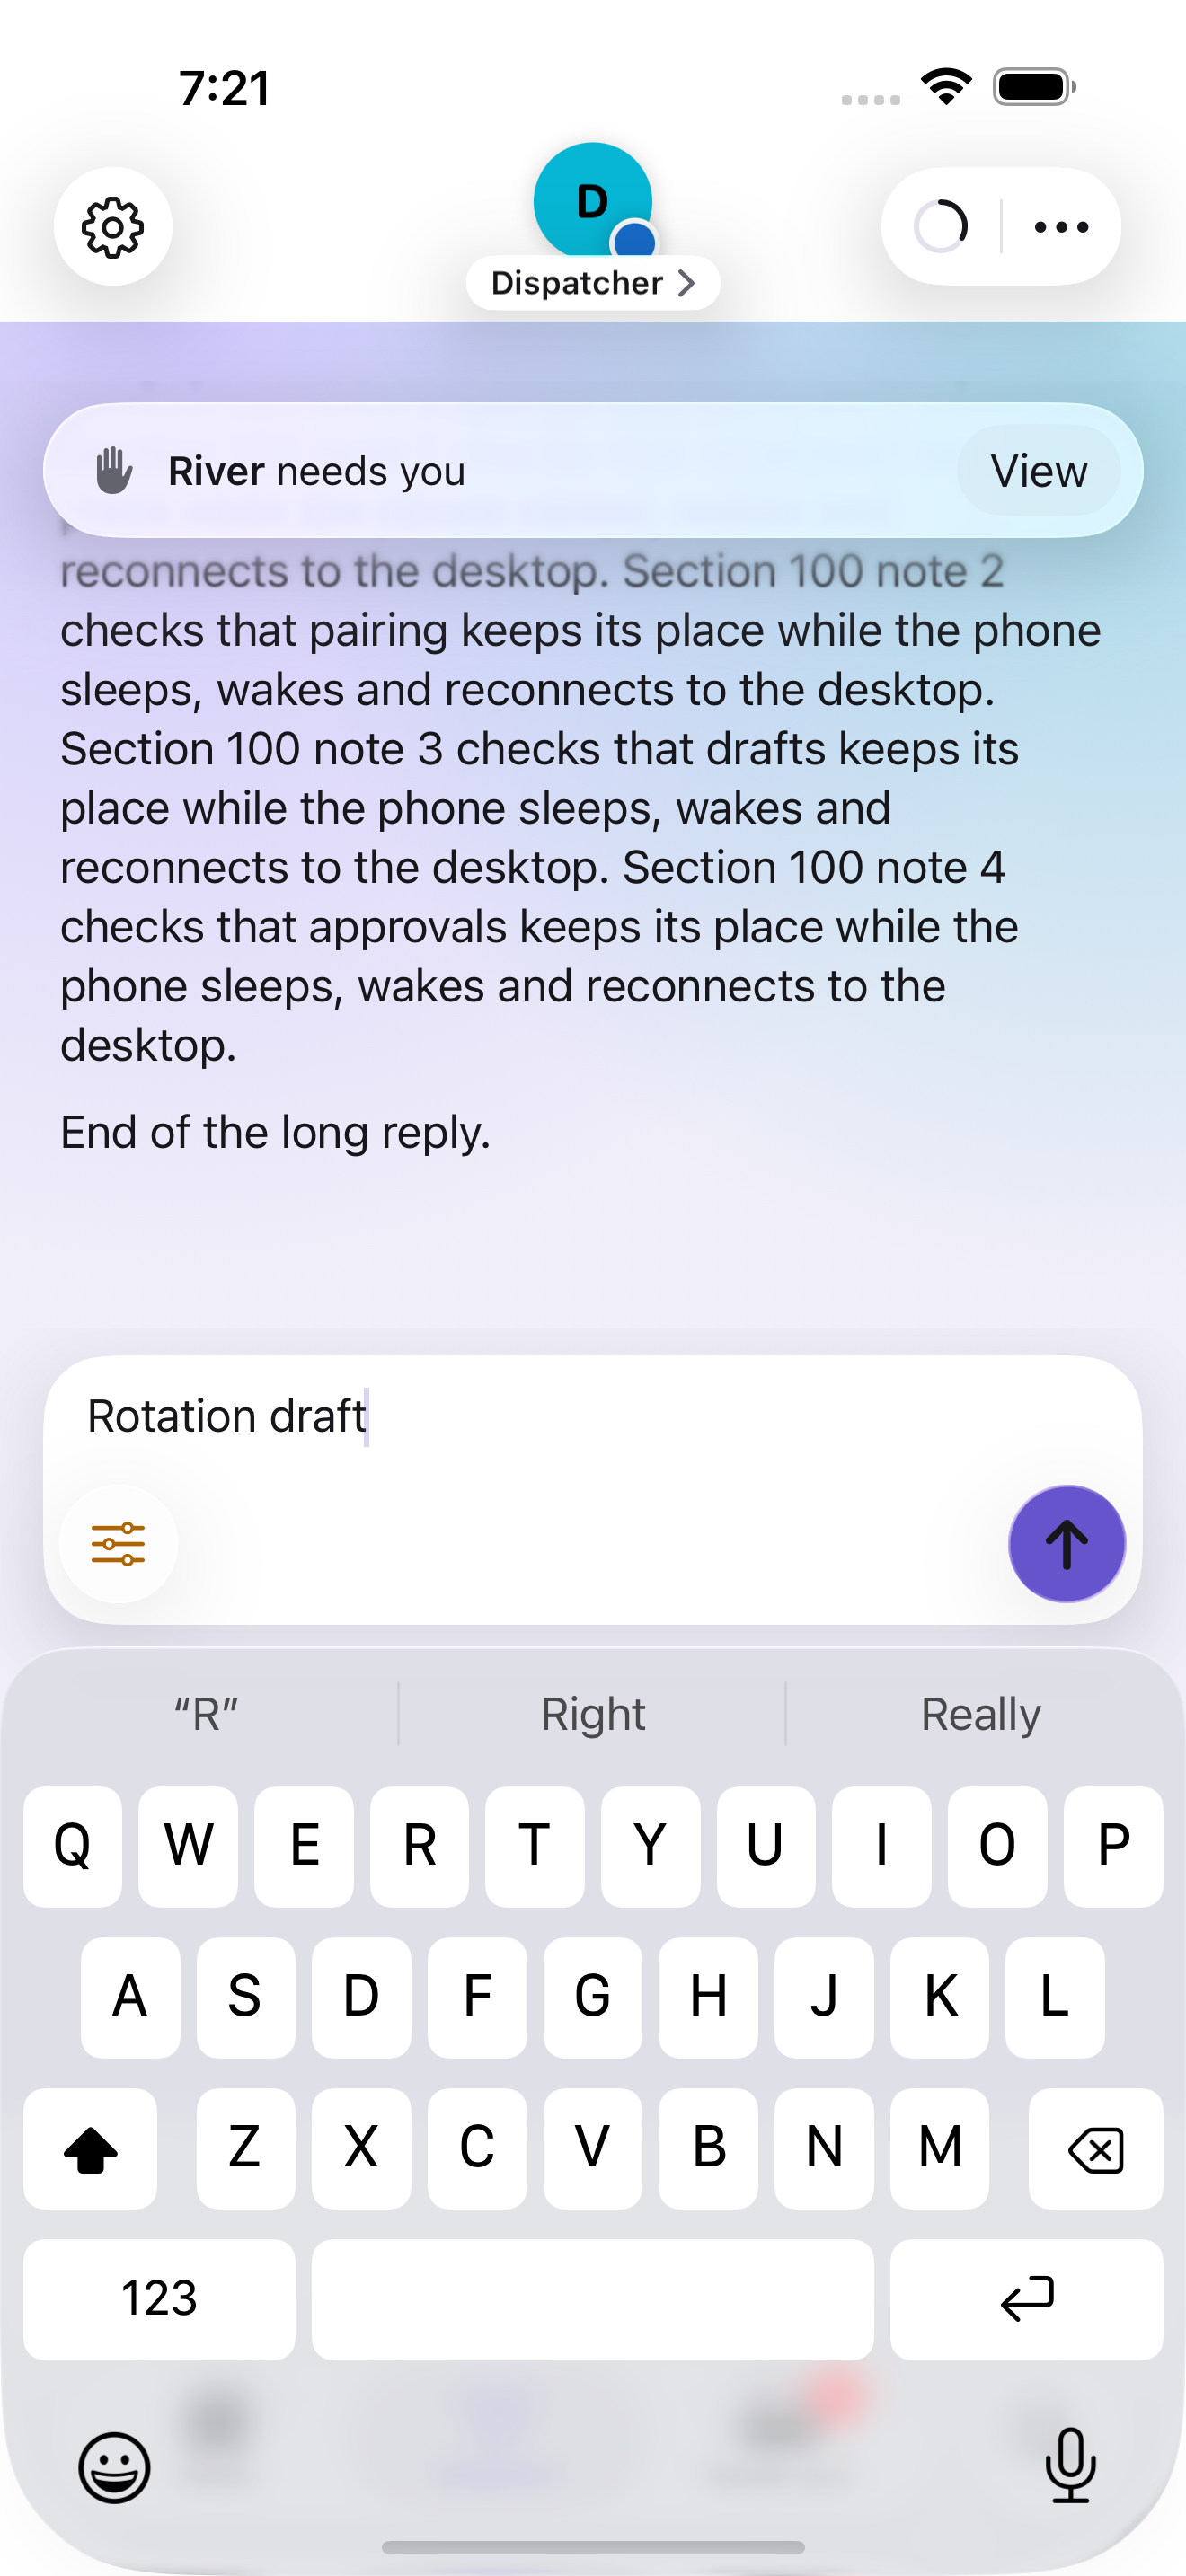 7:21
D
Dispatcher
River needs you
View
reconnects to the desktop. Section 100 note 2
checks that pairing keeps its place while the phone
sleeps, wakes and reconnects to the desktop.
Section 100 note 3 checks that drafts keeps its
place while the phone sleeps, wakes and
reconnects to the desktop. Section 100 note 4
checks that approvals keeps its place while the
phone sleeps, wakes and reconnects to the
desktop.
End of the long reply.
Rotation draft
“R” Right Really
Q W E R T Y U I O P
A S D F G H J K L
Z X C V B N M
123